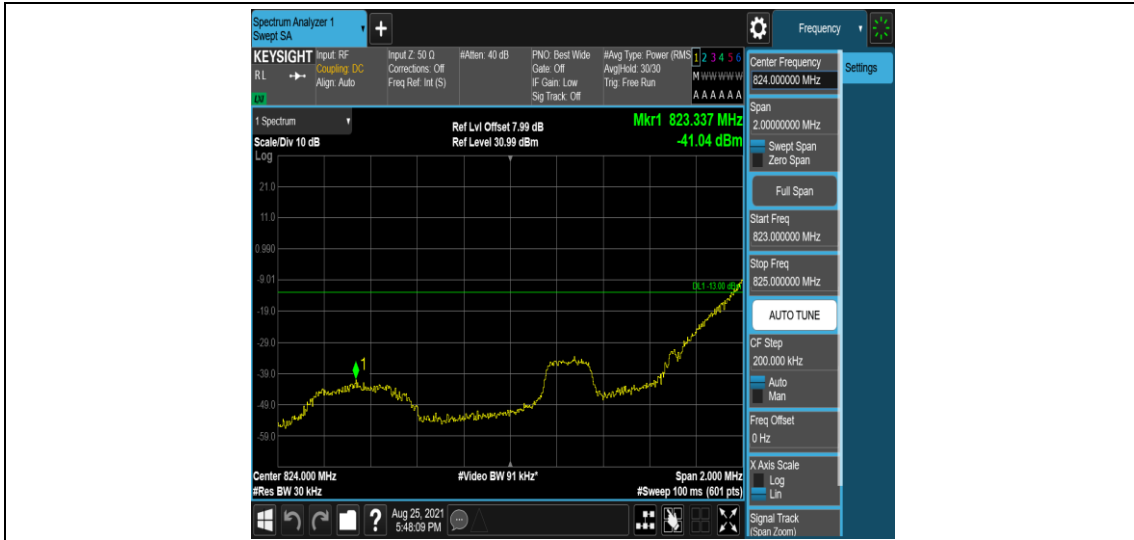 Spectrum Analyzer 1
Swept SA
Frequency
KEYSIGHT
RL
Input: RF
Coupling: DC
Align: Auto
Input Z: 50 Ω
Corrections: Off
Freq Ref: Int (S)
#Atten: 40 dB
PNO: Best Wide
Gate: Off
IF Gain: Low
Sig Track: Off
#Avg Type: Power (RMS
Avg|Hold: 30/30
Trig: Free Run
1 2 3 4 5 6
M W W W W W
A A A A A A
1 Spectrum
Scale/Div 10 dB
Log
Ref Lvl Offset 7.99 dB
Ref Level 30.99 dBm
Mkr1 823.337 MHz
-41.04 dBm
21.0
11.0
0.990
-9.01
-19.0
-29.0
-39.0
-49.0
-59.0
DL1 -13.00 dBm
1
Center 824.000 MHz
#Res BW 30 kHz
#Video BW 91 kHz*
Span 2.000 MHz
#Sweep 100 ms (601 pts)
Aug 25, 2021
5:48:09 PM
Center Frequency
824.000000 MHz
Settings
Span
2.00000000 MHz
Swept Span
Zero Span
Full Span
Start Freq
823.000000 MHz
Stop Freq
825.000000 MHz
AUTO TUNE
CF Step
200.000 kHz
Auto
Man
Freq Offset
0 Hz
X Axis Scale
Log
Lin
Signal Track
(Span Zoom)